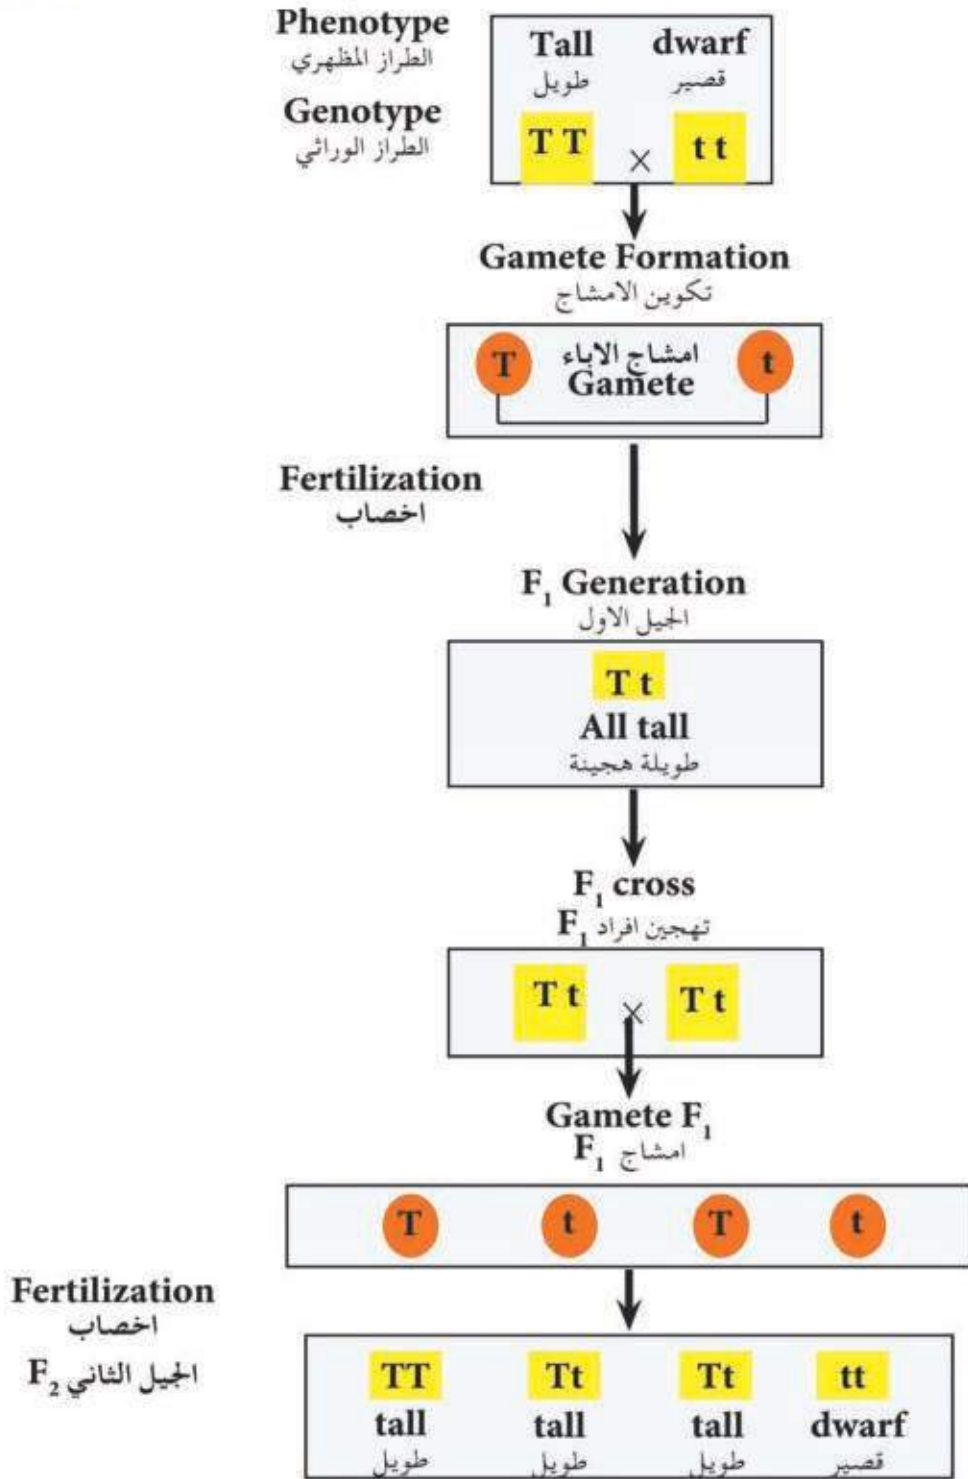 Phenotype
الطراز المظهري
Tall dwarf
طويل قصير
Genotype
الطراز الوراثي
T T × t t
Gamete Formation
تكوين الامشاج
T امشاج الاباء t
Gamete
Fertilization
اخصاب
F₁ Generation
الجيل الاول
T t
All tall
طويلة هجينة
F₁ cross
تهجين افراد F₁
T t × T t
Gamete F₁
امشاج F₁
T t T t
Fertilization
اخصاب
الجيل الثاني F₂
TT Tt Tt tt
tall tall tall dwarf
طويل طويل طويل قصير